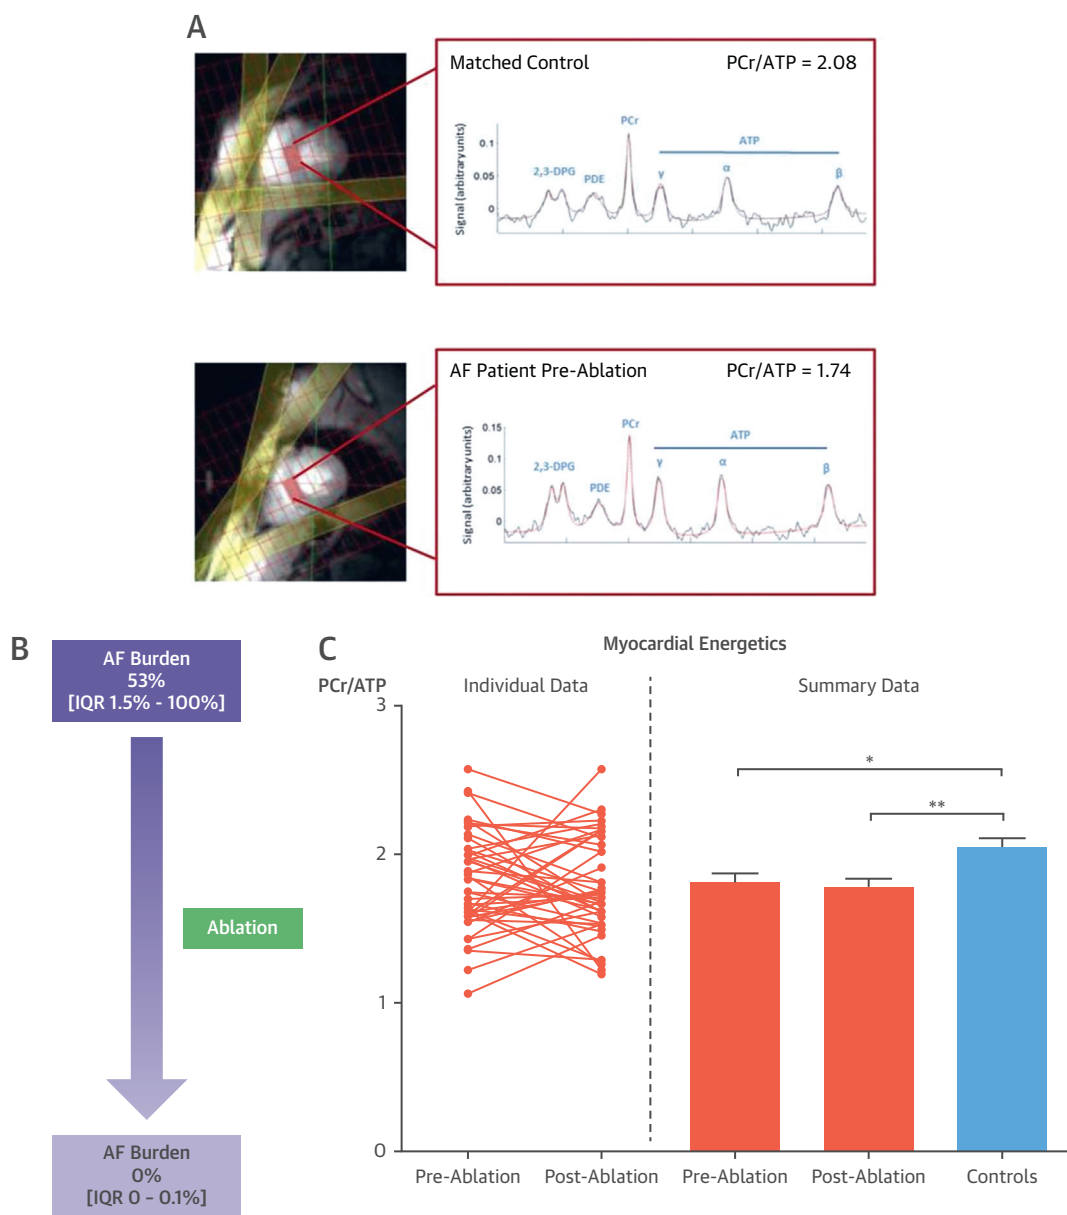 A
Matched Control PCr/ATP = 2.08
Signal (arbitrary units)
0.1
0.05
0
2,3-DPG
PDE
PCr
ATP
γ
α
β
AF Patient Pre-Ablation PCr/ATP = 1.74
Signal (arbitrary units)
0.15
0.1
0.05
0
2,3-DPG
PDE
PCr
ATP
γ
α
β
B
AF Burden
53%
[IQR 1.5% - 100%]
Ablation
AF Burden
0%
[IQR 0 - 0.1%]
C
Myocardial Energetics
PCr/ATP
Individual Data
Summary Data
3
2
1
0
*
**
Pre-Ablation
Post-Ablation
Pre-Ablation
Post-Ablation
Controls